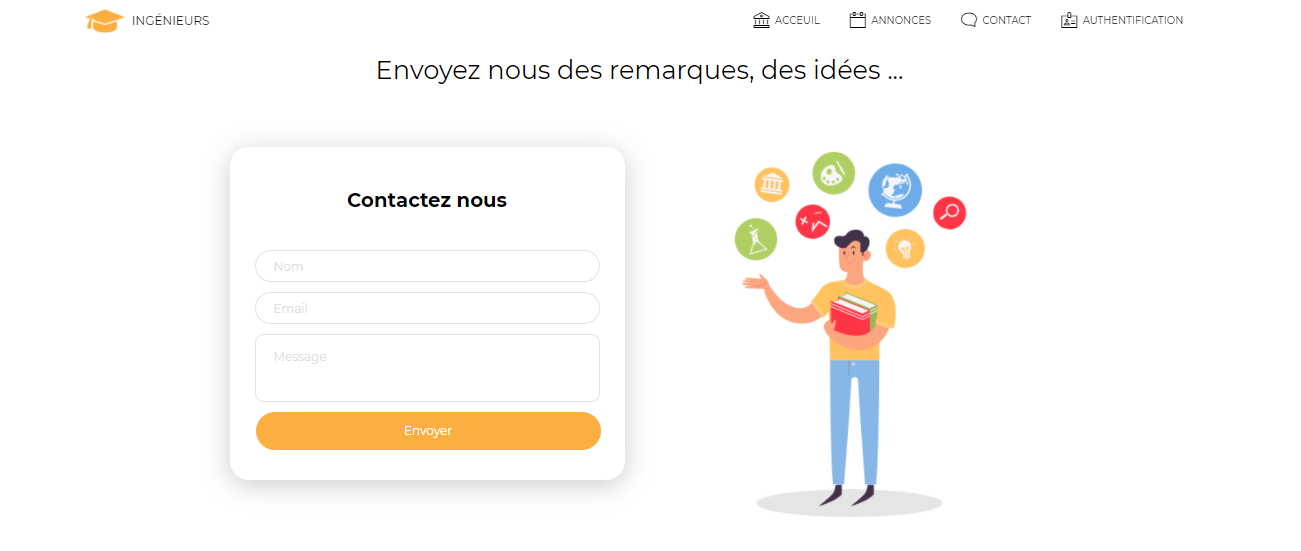 INGÉNIEURS
ACCEUIL
ANNONCES
CONTACT
AUTHENTIFICATION
Envoyez nous des remarques, des idées ...
Contactez nous
Nom
Email
Message
Envoyer